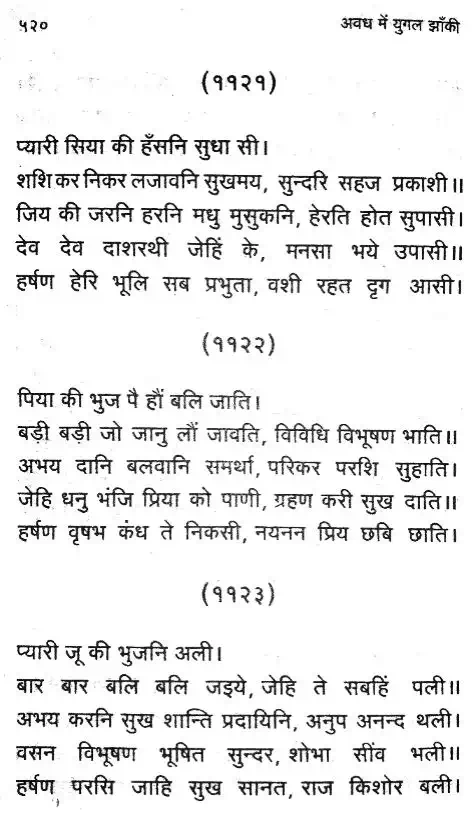 ५२०
अवध में युगल झाँकी
(११२१)
प्यारी सिया की हँसनि सुधा सी।
शशि कर निकर लजावनि सुखमय, सुन्दरि सहज प्रकाशी॥
जिय की जरनि हरनि मधु मुसुकनि, हेरति होत सुपासी।
देव देव दाशरथी जेहिं के, मनसा भये उपासी॥
हर्षण हेरि भूलि सब प्रभुता, वशी रहत दृग आसी।
(११२२)
पिया की भुज पै हौं बलि जाति।
बड़ी बड़ी जो जानु लौं जावति, विविधि विभूषण भाति॥
अभय दानि बलवानि समर्था, परिकर परशि सुहाति।
जेहि धनु भंजि प्रिया को पाणी, ग्रहण करी सुख दाति॥
हर्षण वृषभ कंध ते निकसी, नयनन प्रिय छबि छाति।
(११२३)
प्यारी जू की भुजनि अली।
बार बार बलि बलि जइये, जेहि ते सबहिं पली॥
अभय करनि सुख शान्ति प्रदायिनि, अनुप अनन्द थली।
वसन विभूषण भूषित सुन्दर, शोभा सींव भली॥
हर्षण परसि जाहि सुख सानत, राज किशोर बली।